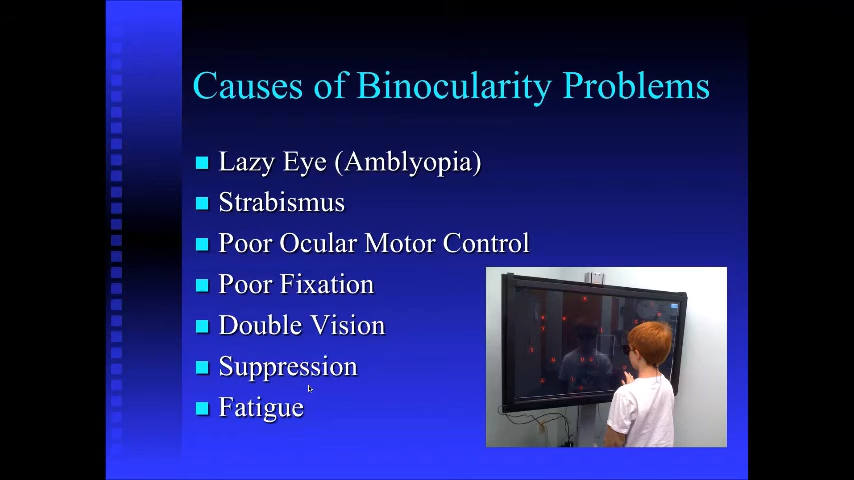 Causes of Binocularity Problems
Lazy Eye (Amblyopia)
Strabismus
Poor Ocular Motor Control
Poor Fixation
Double Vision
Suppression
Fatigue